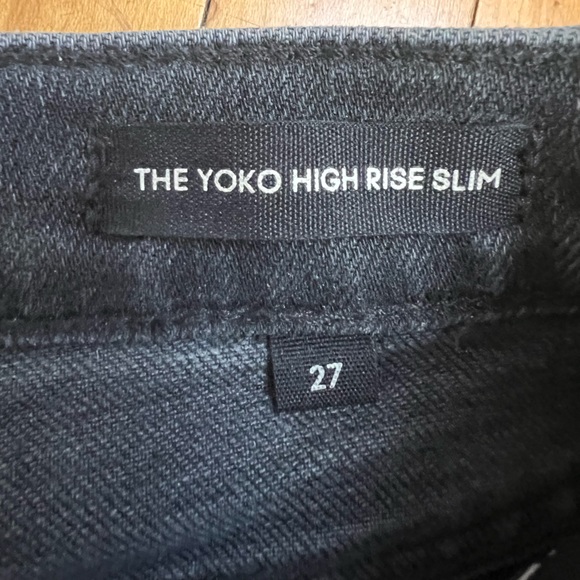 THE YOKO HIGH RISE SLIM
27